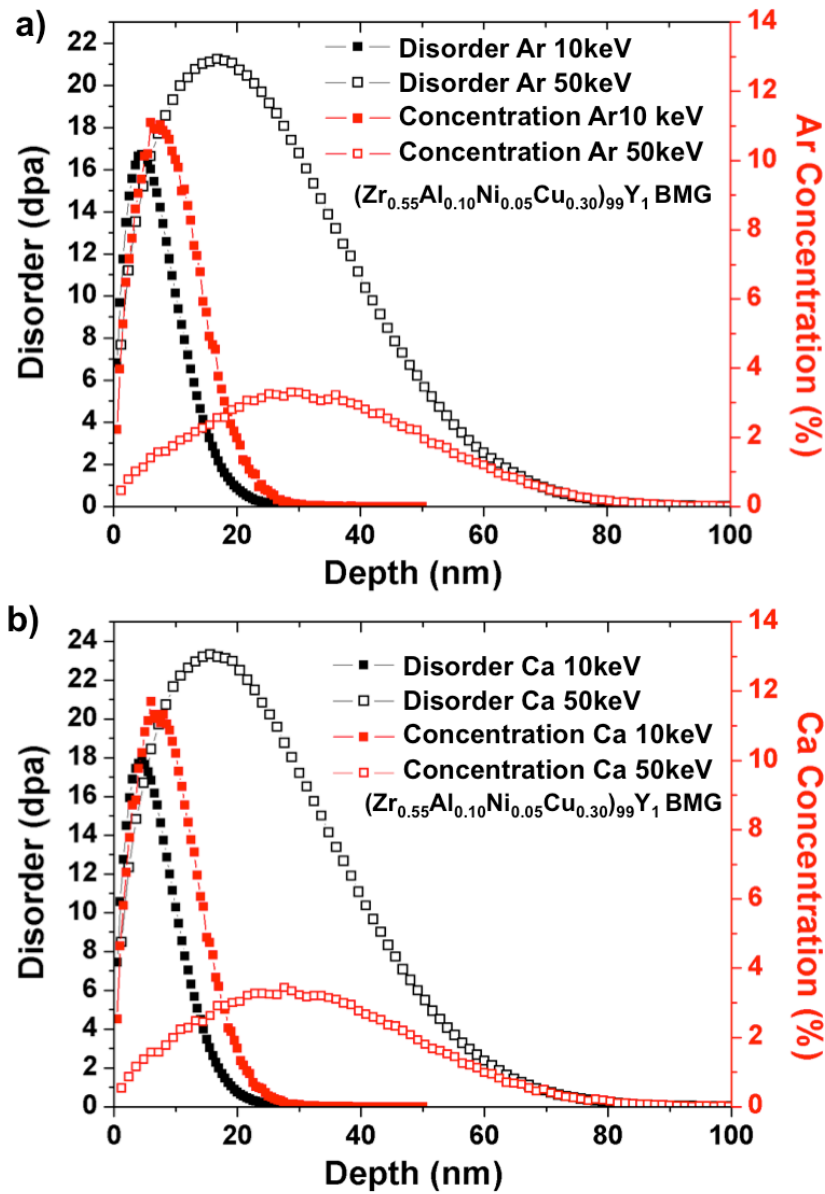 a)
Disorder Ar 10keV
Disorder Ar 50keV
Concentration Ar10 keV
Concentration Ar 50keV
(Zr0.55Al0.10Ni0.05Cu0.30)99Y1 BMG
Disorder (dpa)
22
20
18
16
14
12
10
8
6
4
2
0
Ar Concentration (%)
14
12
10
8
6
4
2
0
0 20 40 60 80 100
Depth (nm)
b)
Disorder Ca 10keV
Disorder Ca 50keV
Concentration Ca 10keV
Concentration Ca 50keV
(Zr0.55Al0.10Ni0.05Cu0.30)99Y1 BMG
Disorder (dpa)
24
22
20
18
16
14
12
10
8
6
4
2
0
Ca Concentration (%)
14
12
10
8
6
4
2
0
0 20 40 60 80 100
Depth (nm)